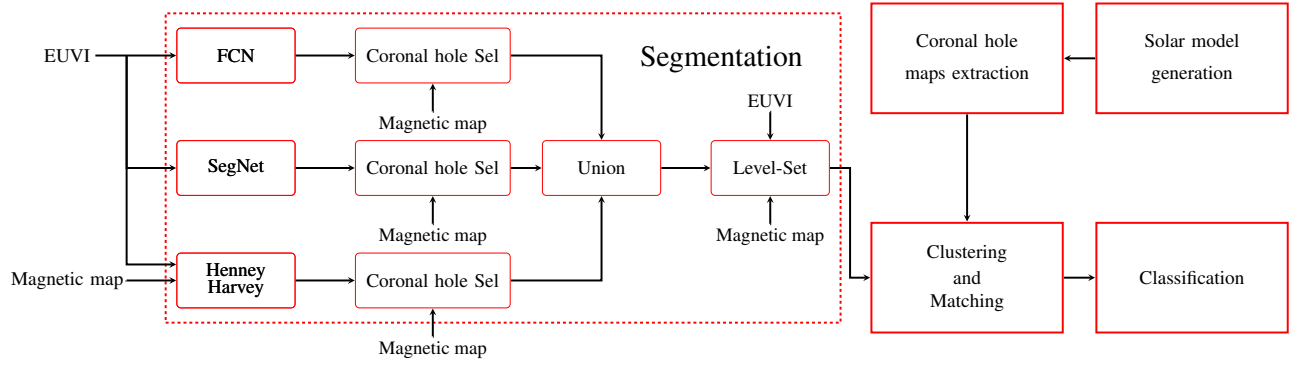 EUVI
FCN
Coronal hole Sel
Magnetic map
Segmentation
SegNet
Coronal hole Sel
Magnetic map
Union
EUVI
Level-Set
Magnetic map
Magnetic map
Henney
Harvey
Coronal hole Sel
Magnetic map
Coronal hole
maps extraction
Solar model
generation
Clustering
and
Matching
Classification